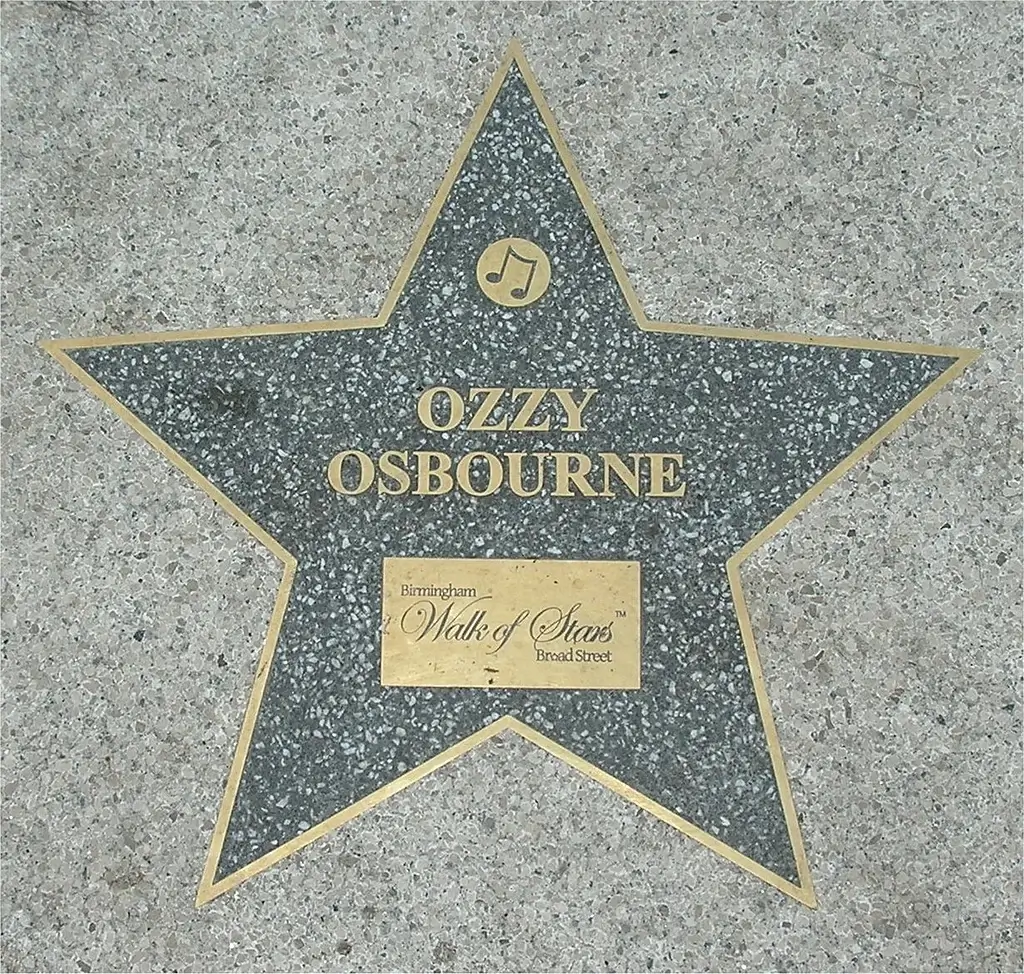 OZZY
OSBOURNE
Birmingham
Walk of Stars™
Broad Street